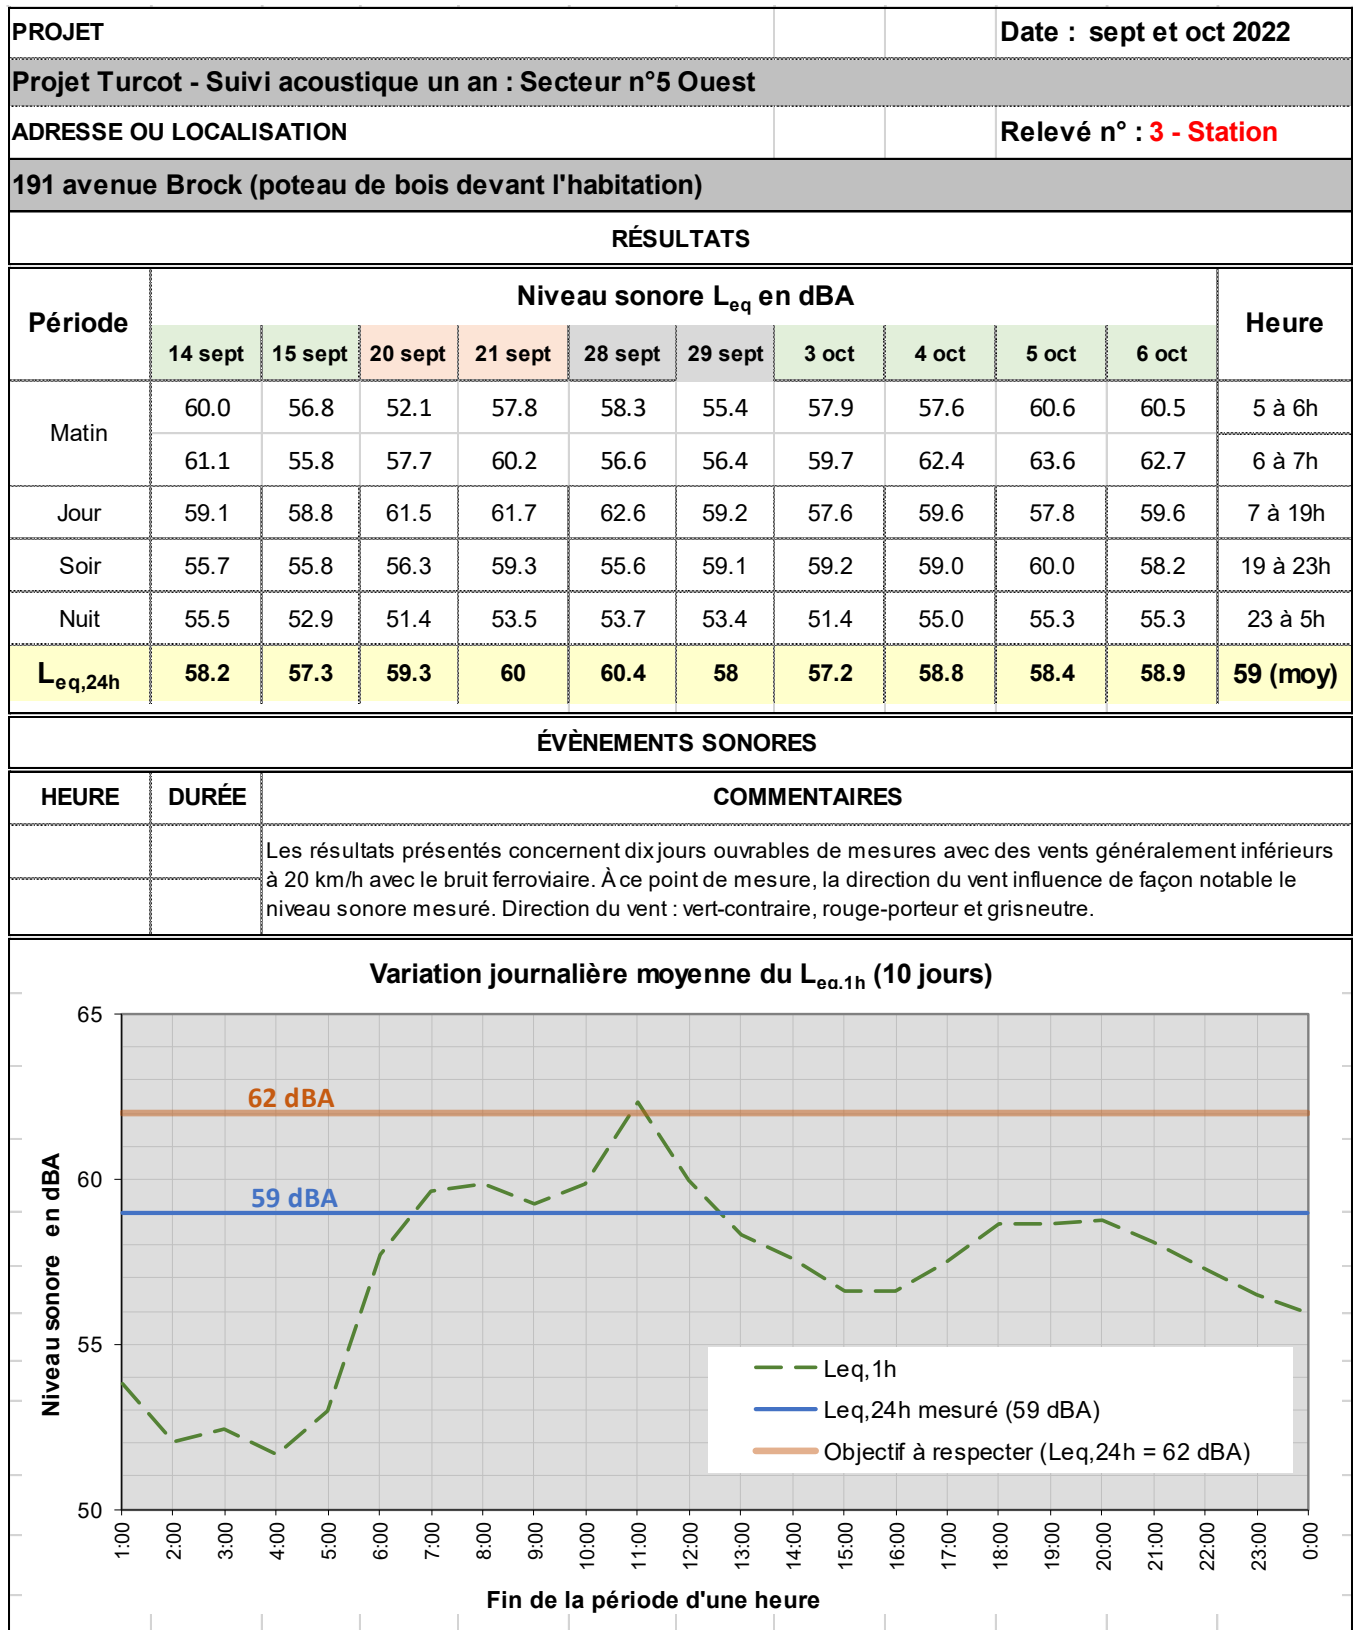 PROJET
Date : sept et oct 2022
Projet Turcot - Suivi acoustique un an : Secteur n°5 Ouest
ADRESSE OU LOCALISATION
Relevé n° : 3 - Station
191 avenue Brock (poteau de bois devant l'habitation)
RÉSULTATS
Période
Niveau sonore Leq en dBA
Heure
14 sept 15 sept 20 sept 21 sept 28 sept 29 sept 3 oct 4 oct 5 oct 6 oct
Matin
60.0 56.8 52.1 57.8 58.3 55.4 57.9 57.6 60.6 60.5 5 à 6h
61.1 55.8 57.7 60.2 56.6 56.4 59.7 62.4 63.6 62.7 6 à 7h
Jour 59.1 58.8 61.5 61.7 62.6 59.2 57.6 59.6 57.8 59.6 7 à 19h
Soir 55.7 55.8 56.3 59.3 55.6 59.1 59.2 59.0 60.0 58.2 19 à 23h
Nuit 55.5 52.9 51.4 53.5 53.7 53.4 51.4 55.0 55.3 55.3 23 à 5h
Leq,24h 58.2 57.3 59.3 60 60.4 58 57.2 58.8 58.4 58.9 59 (moy)
ÉVÈNEMENTS SONORES
HEURE DURÉE COMMENTAIRES
Les résultats présentés concernent dix jours ouvrables de mesures avec des vents généralement inférieurs
à 20 km/h avec le bruit ferroviaire. À ce point de mesure, la direction du vent influence de façon notable le
niveau sonore mesuré. Direction du vent : vert-contraire, rouge-porteur et grisneutre.
Variation journalière moyenne du Leq,1h (10 jours)
Niveau sonore en dBA
65
60
55
50
62 dBA
59 dBA
Leq,1h
Leq,24h mesuré (59 dBA)
Objectif à respecter (Leq,24h = 62 dBA)
1:00 2:00 3:00 4:00 5:00 6:00 7:00 8:00 9:00 10:00 11:00 12:00 13:00 14:00 15:00 16:00 17:00 18:00 19:00 20:00 21:00 22:00 23:00 0:00
Fin de la période d'une heure